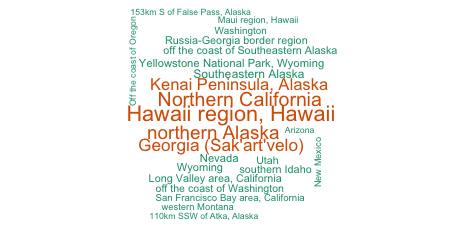 153km S of False Pass, Alaska
Maui region, Hawaii
Off the coast of Oregon
Washington
Russia-Georgia border region
off the coast of Southeastern Alaska
Yellowstone National Park, Wyoming
Southeastern Alaska
Kenai Peninsula, Alaska
Northern California
Hawaii region, Hawaii
northern Alaska
Arizona
Georgia (Sak'art'velo)
New Mexico
Nevada
Utah
Wyoming
southern Idaho
Long Valley area, California
off the coast of Washington
San Francisco Bay area, California
western Montana
110km SSW of Atka, Alaska